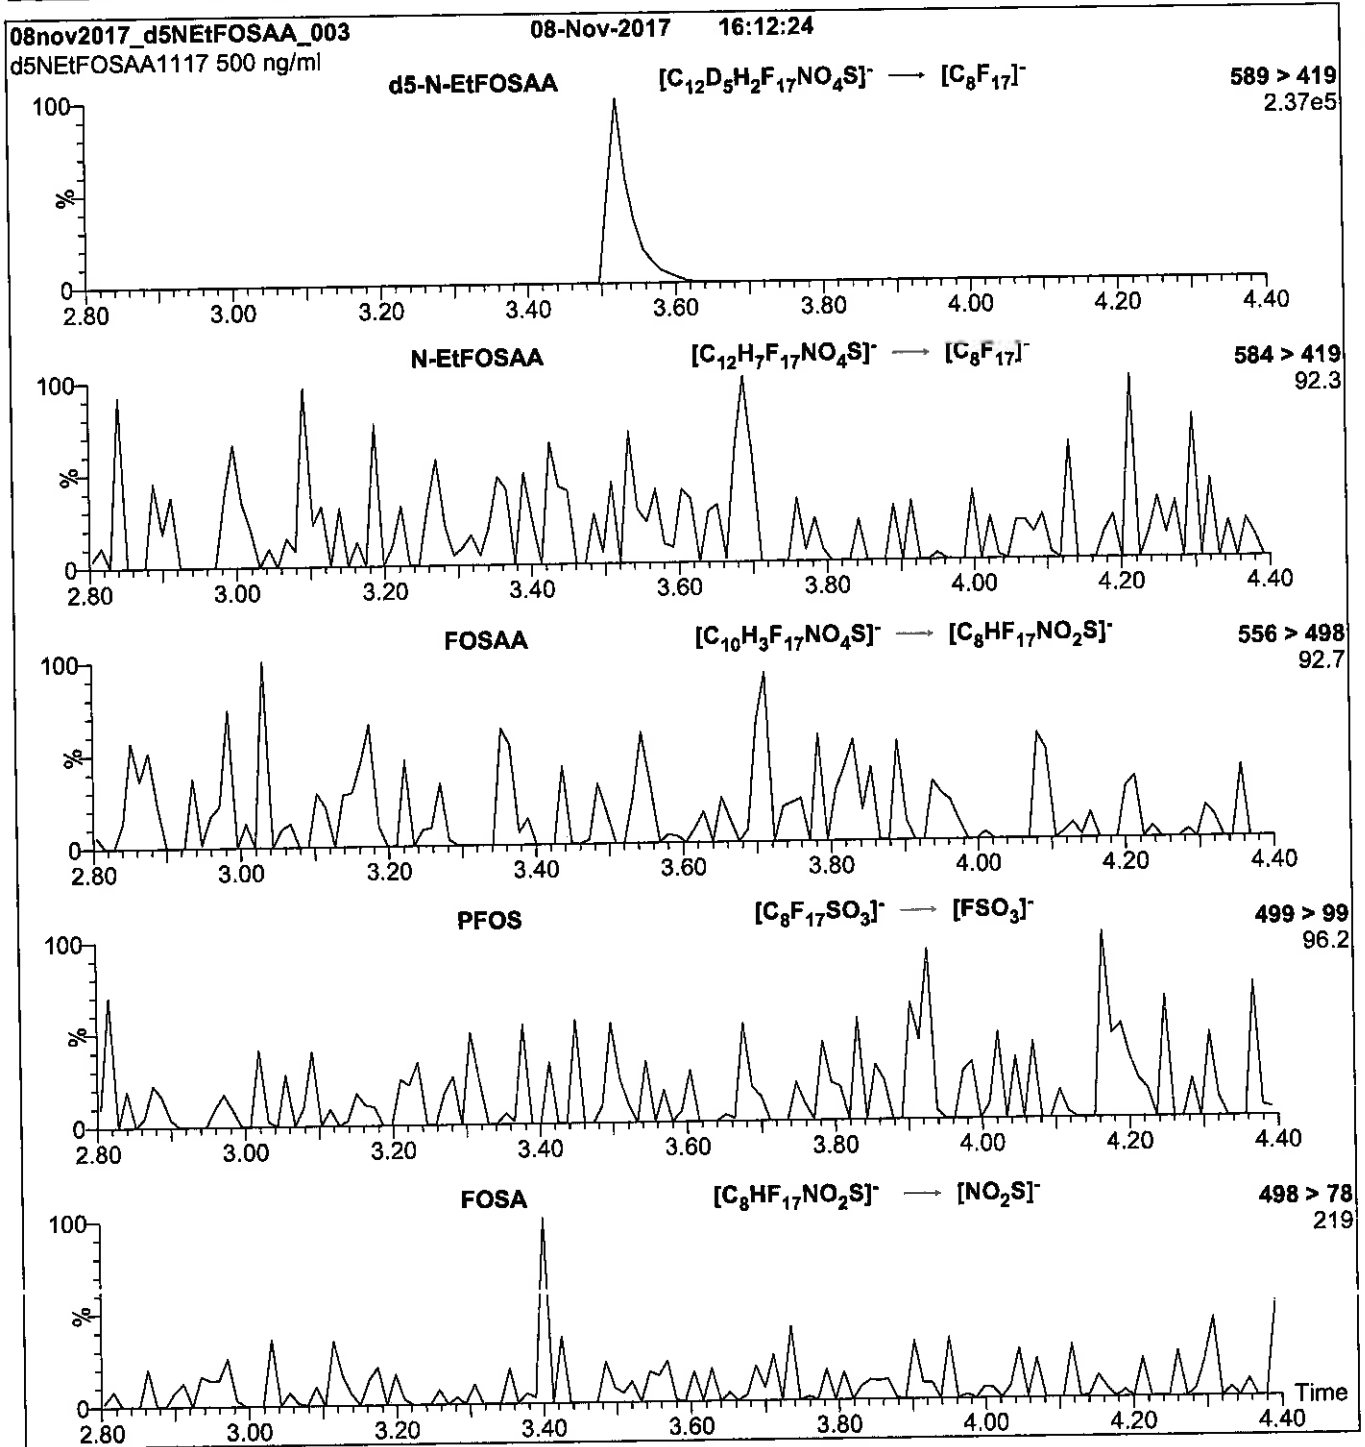 08nov2017_d5NEtFOSAA_003 08-Nov-2017 16:12:24
d5NEtFOSAA1117 500 ng/ml
d5-N-EtFOSAA [C12D5H2F17NO4S]- → [C8F17]- 589 > 419
2.37e5
100
%
0
2.80 3.00 3.20 3.40 3.60 3.80 4.00 4.20 4.40
N-EtFOSAA [C12H7F17NO4S]- → [C8F17]- 584 > 419
92.3
100
%
0
2.80 3.00 3.20 3.40 3.60 3.80 4.00 4.20 4.40
FOSAA [C10H3F17NO4S]- → [C8HF17NO2S]- 556 > 498
92.7
100
%
0
2.80 3.00 3.20 3.40 3.60 3.80 4.00 4.20 4.40
PFOS [C8F17SO3]- → [FSO3]- 499 > 99
96.2
100
%
0
2.80 3.00 3.20 3.40 3.60 3.80 4.00 4.20 4.40
FOSA [C8HF17NO2S]- → [NO2S]- 498 > 78
219
100
%
0
Time
2.80 3.00 3.20 3.40 3.60 3.80 4.00 4.20 4.40